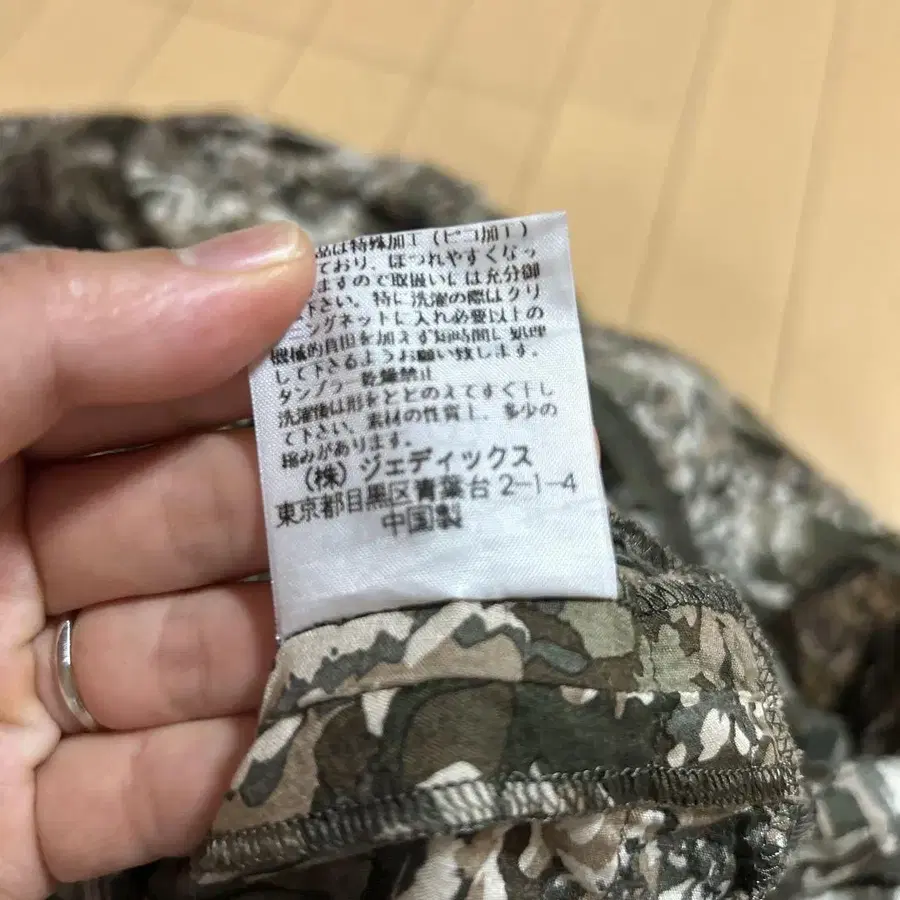 品は特殊加工（ピコ加工）
ており、ほつれやすくなっ
ますので取扱いには充分御
下さい。特に洗濯の際はクリ
ングネットに入れ必要以上の
機械的負担を加えず短時間に処理
して下さるようお願い致します。
タンブラー乾燥禁止
洗濯後は形をととのえてすぐ干し
て下さい。素材の性質上、多少の
縮みがあります。
（株）ジェディックス
東京都目黒区青葉台 2-1-4
中国製